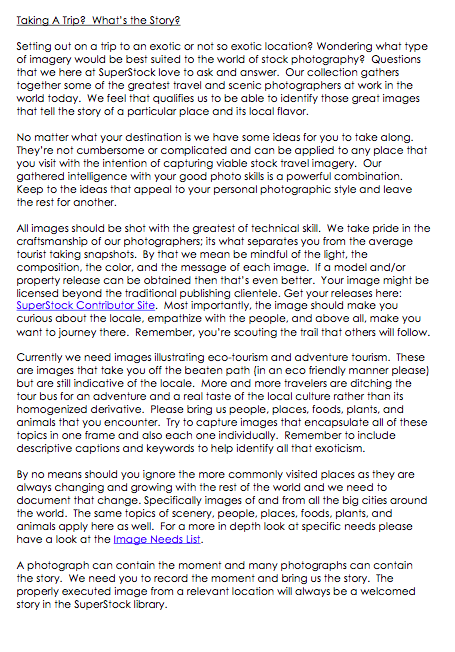 Taking A Trip?  What's the Story?
Setting out on a trip to an exotic or not so exotic location? Wondering what type
of imagery would be best suited to the world of stock photography?  Questions
that we here at SuperStock love to ask and answer.  Our collection gathers
together some of the greatest travel and scenic photographers at work in the
world today.  We feel that qualifies us to be able to identify those great images
that tell the story of a particular place and its local flavor.
No matter what your destination is we have some ideas for you to take along.
They're not cumbersome or complicated and can be applied to any place that
you visit with the intention of capturing viable stock travel imagery.  Our
gathered intelligence with your good photo skills is a powerful combination.
Keep to the ideas that appeal to your personal photographic style and leave
the rest for another.
All images should be shot with the greatest of technical skill.  We take pride in the
craftsmanship of our photographers; its what separates you from the average
tourist taking snapshots.  By that we mean be mindful of the light, the
composition, the color, and the message of each image.  If a model and/or
property release can be obtained then that's even better.  Your image might be
licensed beyond the traditional publishing clientele. Get your releases here:
SuperStock Contributor Site.  Most importantly, the image should make you
curious about the locale, empathize with the people, and above all, make you
want to journey there.  Remember, you're scouting the trail that others will follow.
Currently we need images illustrating eco-tourism and adventure tourism.  These
are images that take you off the beaten path (in an eco friendly manner please)
but are still indicative of the locale.  More and more travelers are ditching the
tour bus for an adventure and a real taste of the local culture rather than its
homogenized derivative.  Please bring us people, places, foods, plants, and
animals that you encounter.  Try to capture images that encapsulate all of these
topics in one frame and also each one individually.  Remember to include
descriptive captions and keywords to help identify all that exoticism.
By no means should you ignore the more commonly visited places as they are
always changing and growing with the rest of the world and we need to
document that change. Specifically images of and from all the big cities around
the world.  The same topics of scenery, people, places, foods, plants, and
animals apply here as well.  For a more in depth look at specific needs please
have a look at the Image Needs List.
A photograph can contain the moment and many photographs can contain
the story.  We need you to record the moment and bring us the story.  The
properly executed image from a relevant location will always be a welcomed
story in the SuperStock library.